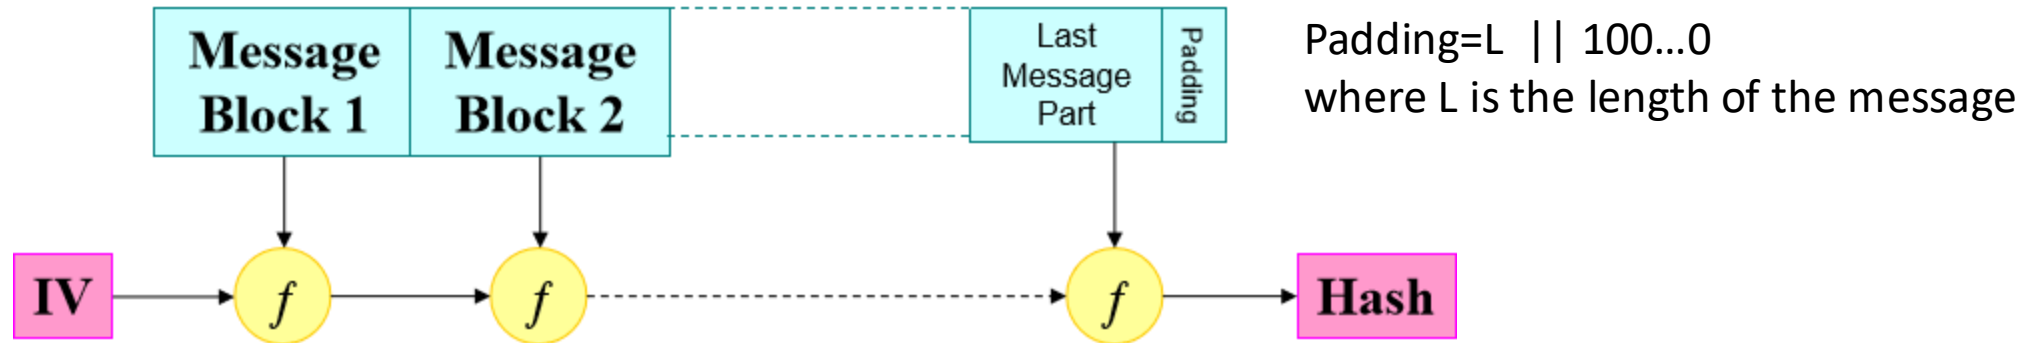 Message
Block 1
Message
Block 2
Last
Message
Part
Padding
Padding=L || 100...0
where L is the length of the message
IV
f
f
f
Hash